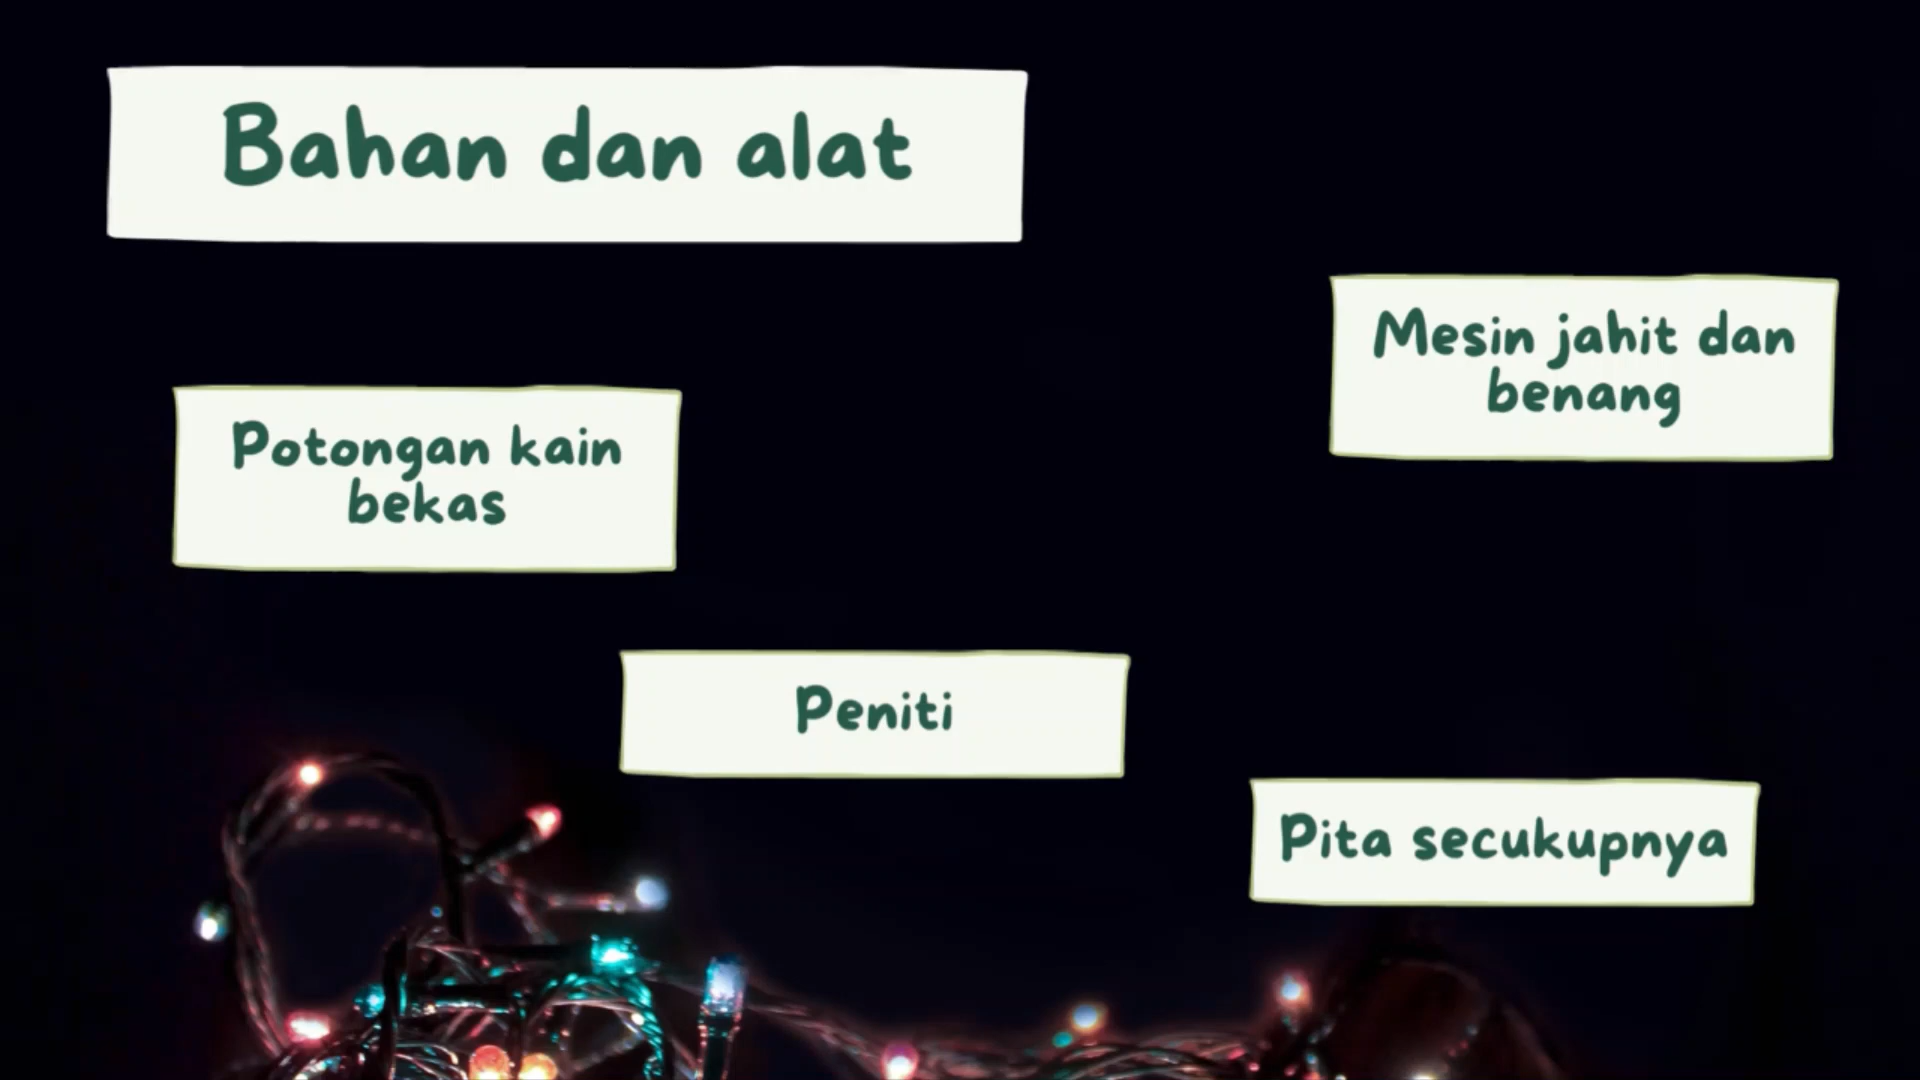 Bahan dan alat
Potongan kain
bekas
Mesin jahit dan
benang
Peniti
Pita secukupnya